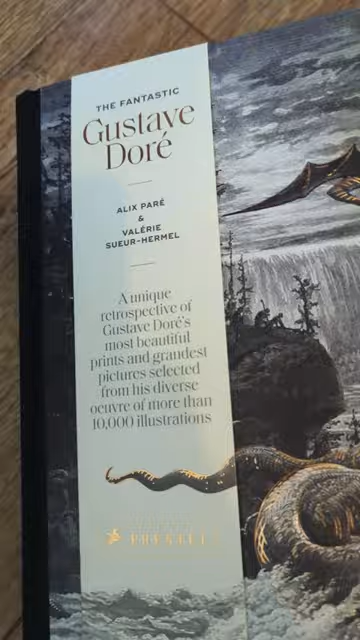 THE FANTASTIC
Gustave
Doré
ALIX PARÉ
&
VALÉRIE
SUEUR-HERMEL
A unique
retrospective of
Gustave Doré's
most beautiful
prints and grandest
pictures selected
from his diverse
oeuvre of more than
10,000 illustrations
PRESTEL